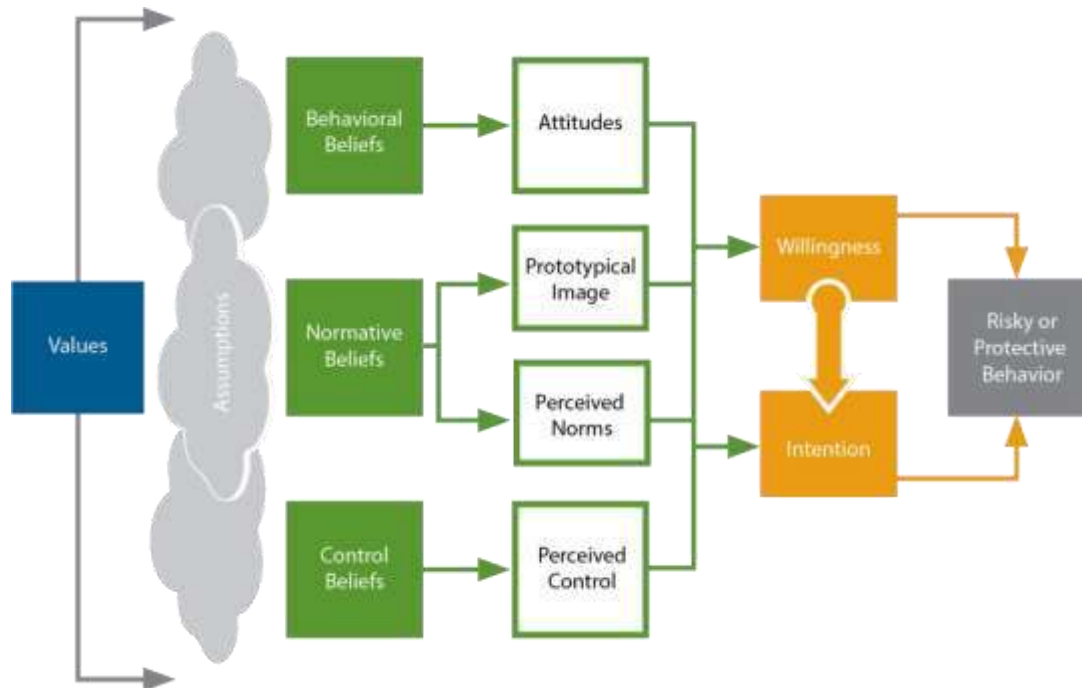 Values
Assumptions
Behavioral
Beliefs
Attitudes
Normative
Beliefs
Prototypical
Image
Perceived
Norms
Control
Beliefs
Perceived
Control
Willingness
Intention
Risky or
Protective
Behavior